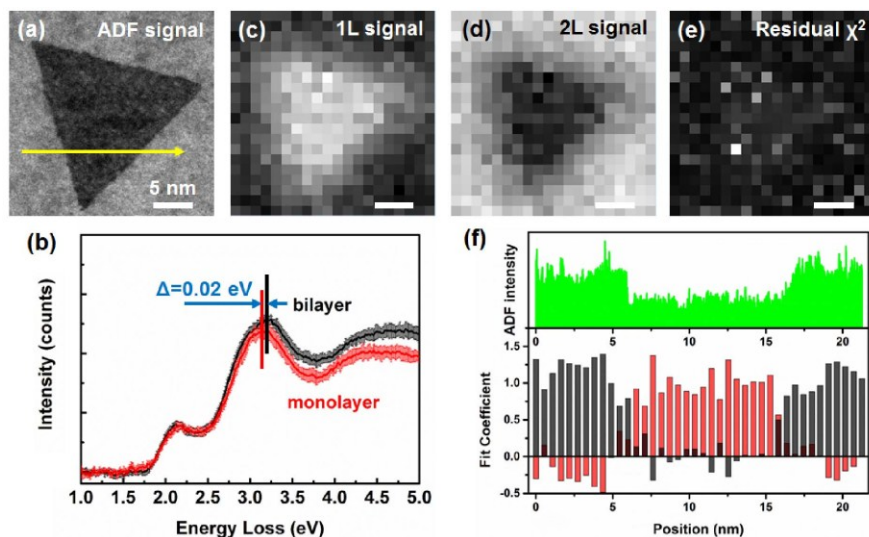 (a) ADF signal
5 nm
(c) 1L signal
(d) 2L signal
(e) Residual χ²
(b)
Δ=0.02 eV
bilayer
monolayer
Intensity (counts)
1.0 1.5 2.0 2.5 3.0 3.5 4.0 4.5 5.0
Energy Loss (eV)
(f)
ADF intensity
0 5 10 15 20
1.5
1.0
0.5
0.0
-0.5
Fit Coefficient
0 5 10 15 20
Position (nm)